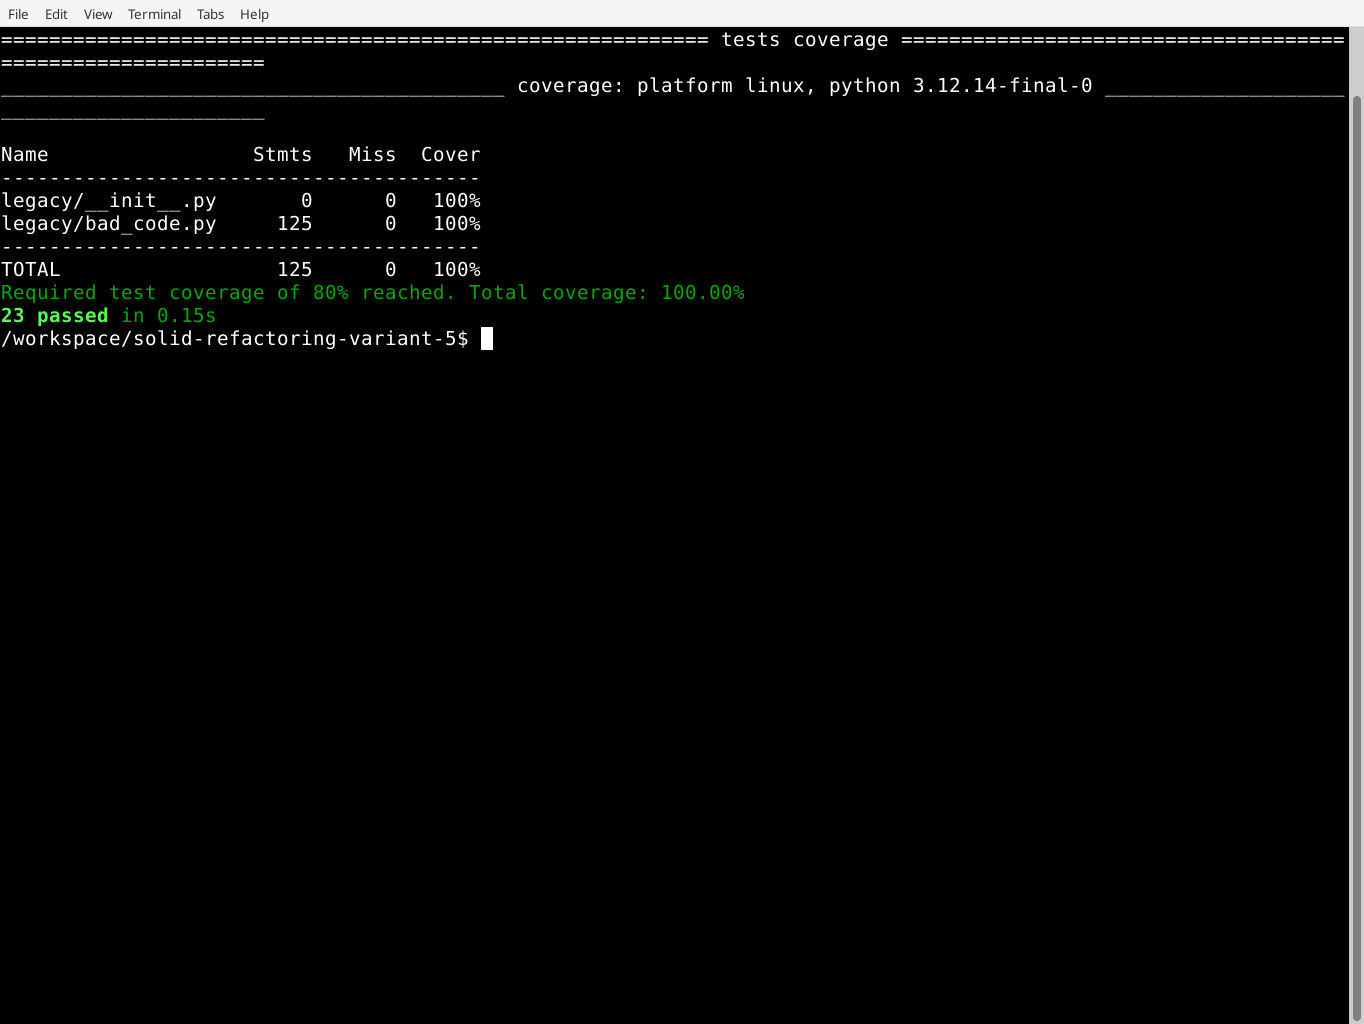 File Edit View Terminal Tabs Help
=========================================================== tests coverage =====================================
======================
__________________________________________ coverage: platform linux, python 3.12.14-final-0 ____________________
______________________
Name                 Stmts   Miss  Cover
----------------------------------------
legacy/__init__.py       0      0   100%
legacy/bad_code.py     125      0   100%
----------------------------------------
TOTAL                  125      0   100%
Required test coverage of 80% reached. Total coverage: 100.00%
23 passed in 0.15s
/workspace/solid-refactoring-variant-5$